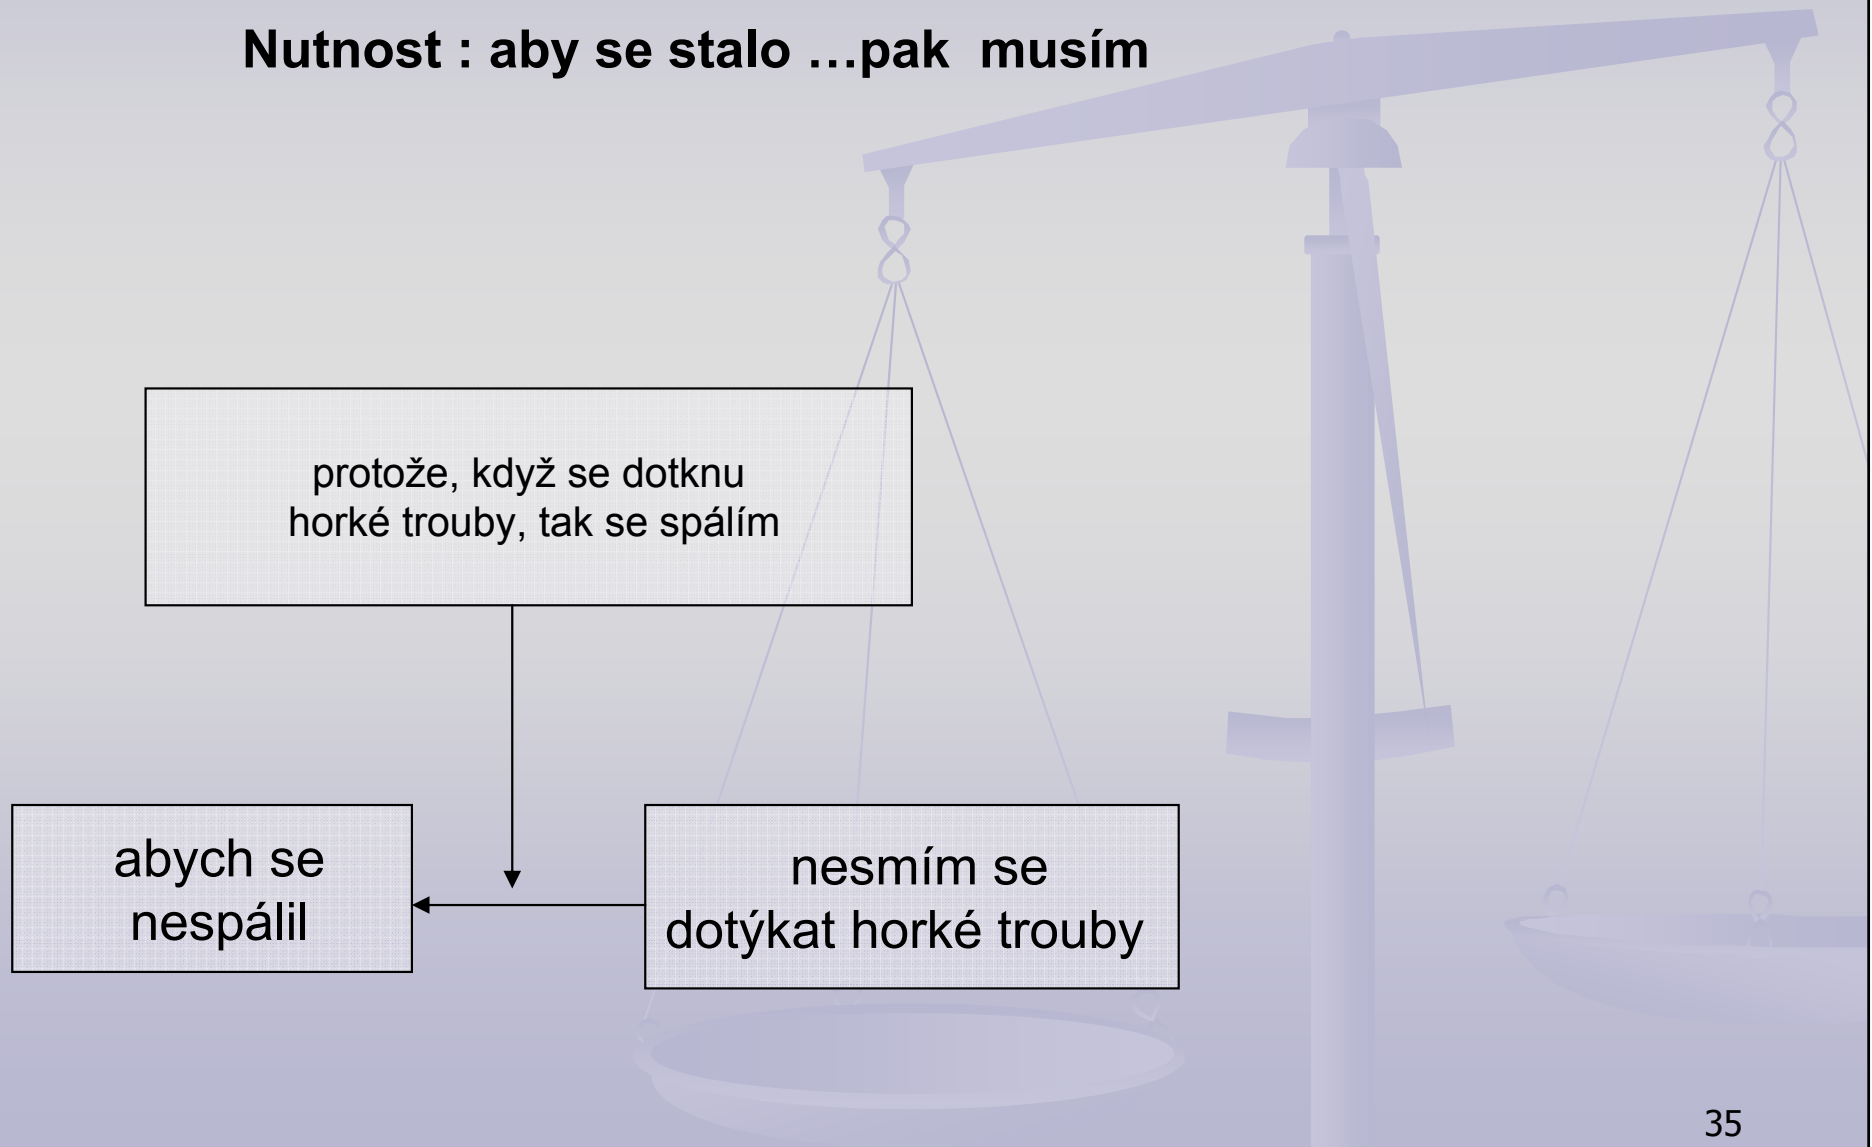 Nutnost : aby se stalo …pak  musím
protože, když se dotknu
horké trouby, tak se spálím
abych se
nespálil
nesmím se
dotýkat horké trouby
35